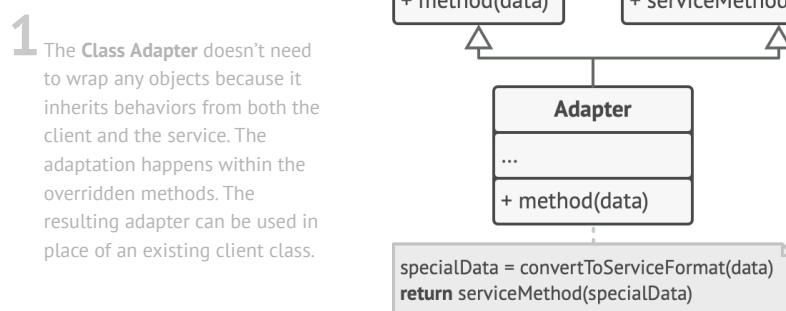 + method(data)
+ serviceMethod
1
The Class Adapter doesn't need
to wrap any objects because it
inherits behaviors from both the
client and the service. The
adaptation happens within the
overridden methods. The
resulting adapter can be used in
place of an existing client class.
Adapter
...
+ method(data)
specialData = convertToServiceFormat(data)
return serviceMethod(specialData)